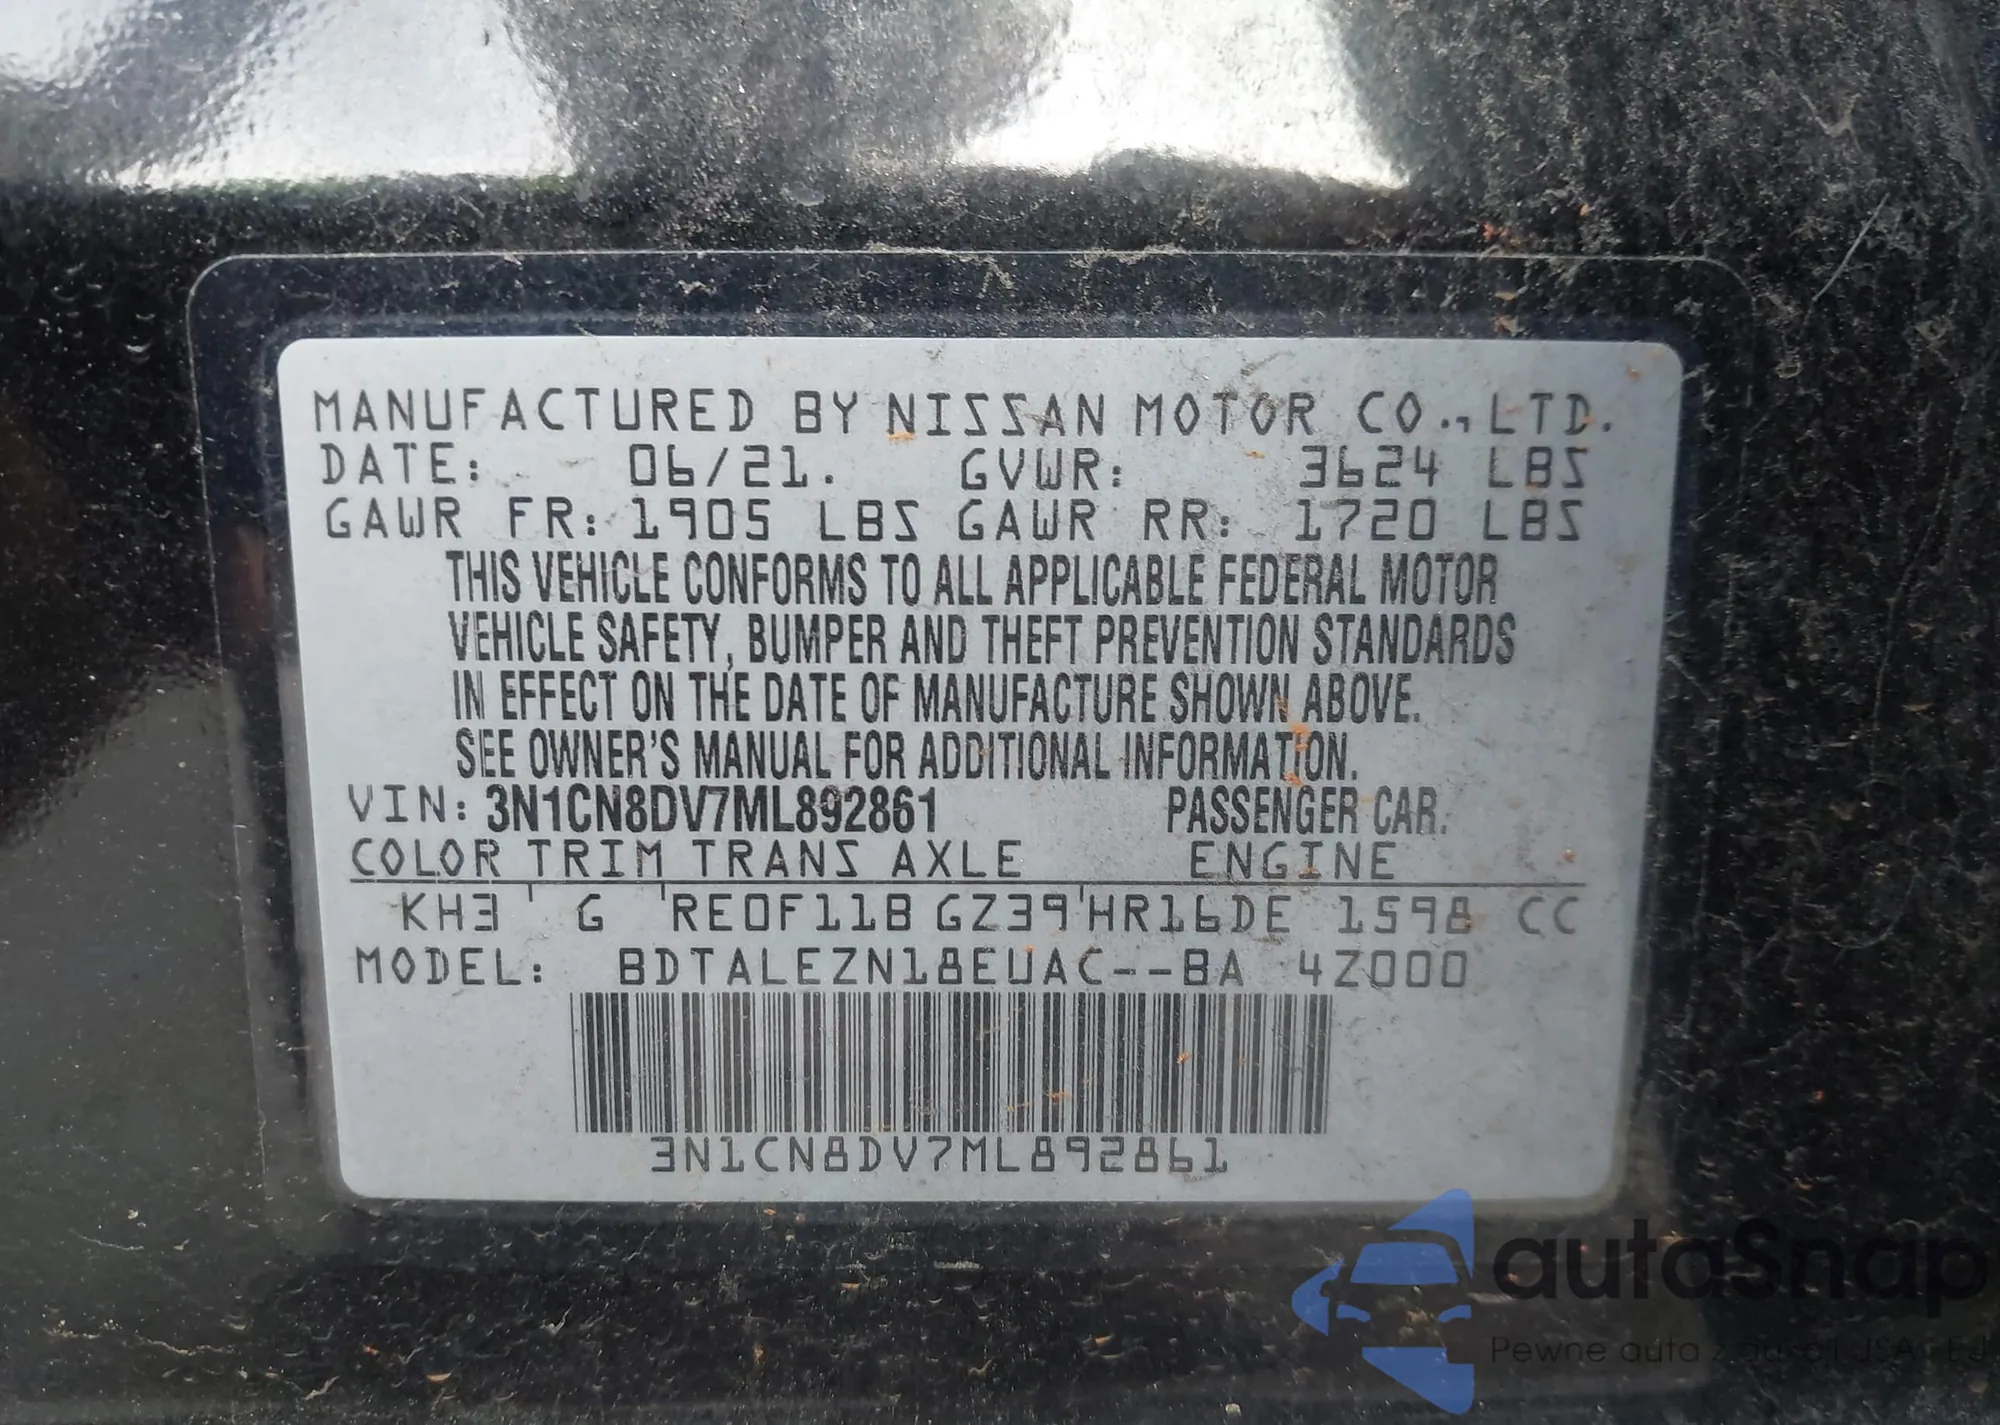 MANUFACTURED BY NISSAN MOTOR CO., LTD.
DATE: 06/21. GVWR: 3624 LBS
GAWR FR: 1905 LBS GAWR RR: 1720 LBS
THIS VEHICLE CONFORMS TO ALL APPLICABLE FEDERAL MOTOR
VEHICLE SAFETY, BUMPER AND THEFT PREVENTION STANDARDS
IN EFFECT ON THE DATE OF MANUFACTURE SHOWN ABOVE.
SEE OWNER'S MANUAL FOR ADDITIONAL INFORMATION.
VIN: 3N1CN8DV7ML892861 PASSENGER CAR.
COLOR TRIM TRANS AXLE ENGINE
KH3 ' G 'RE0F11B GZ39'HR16DE 1598 CC
MODEL: BDTALEZN18EUAC--BA 4Z000
3N1CN8DV7ML892861
autaSnap
Pewne auta z